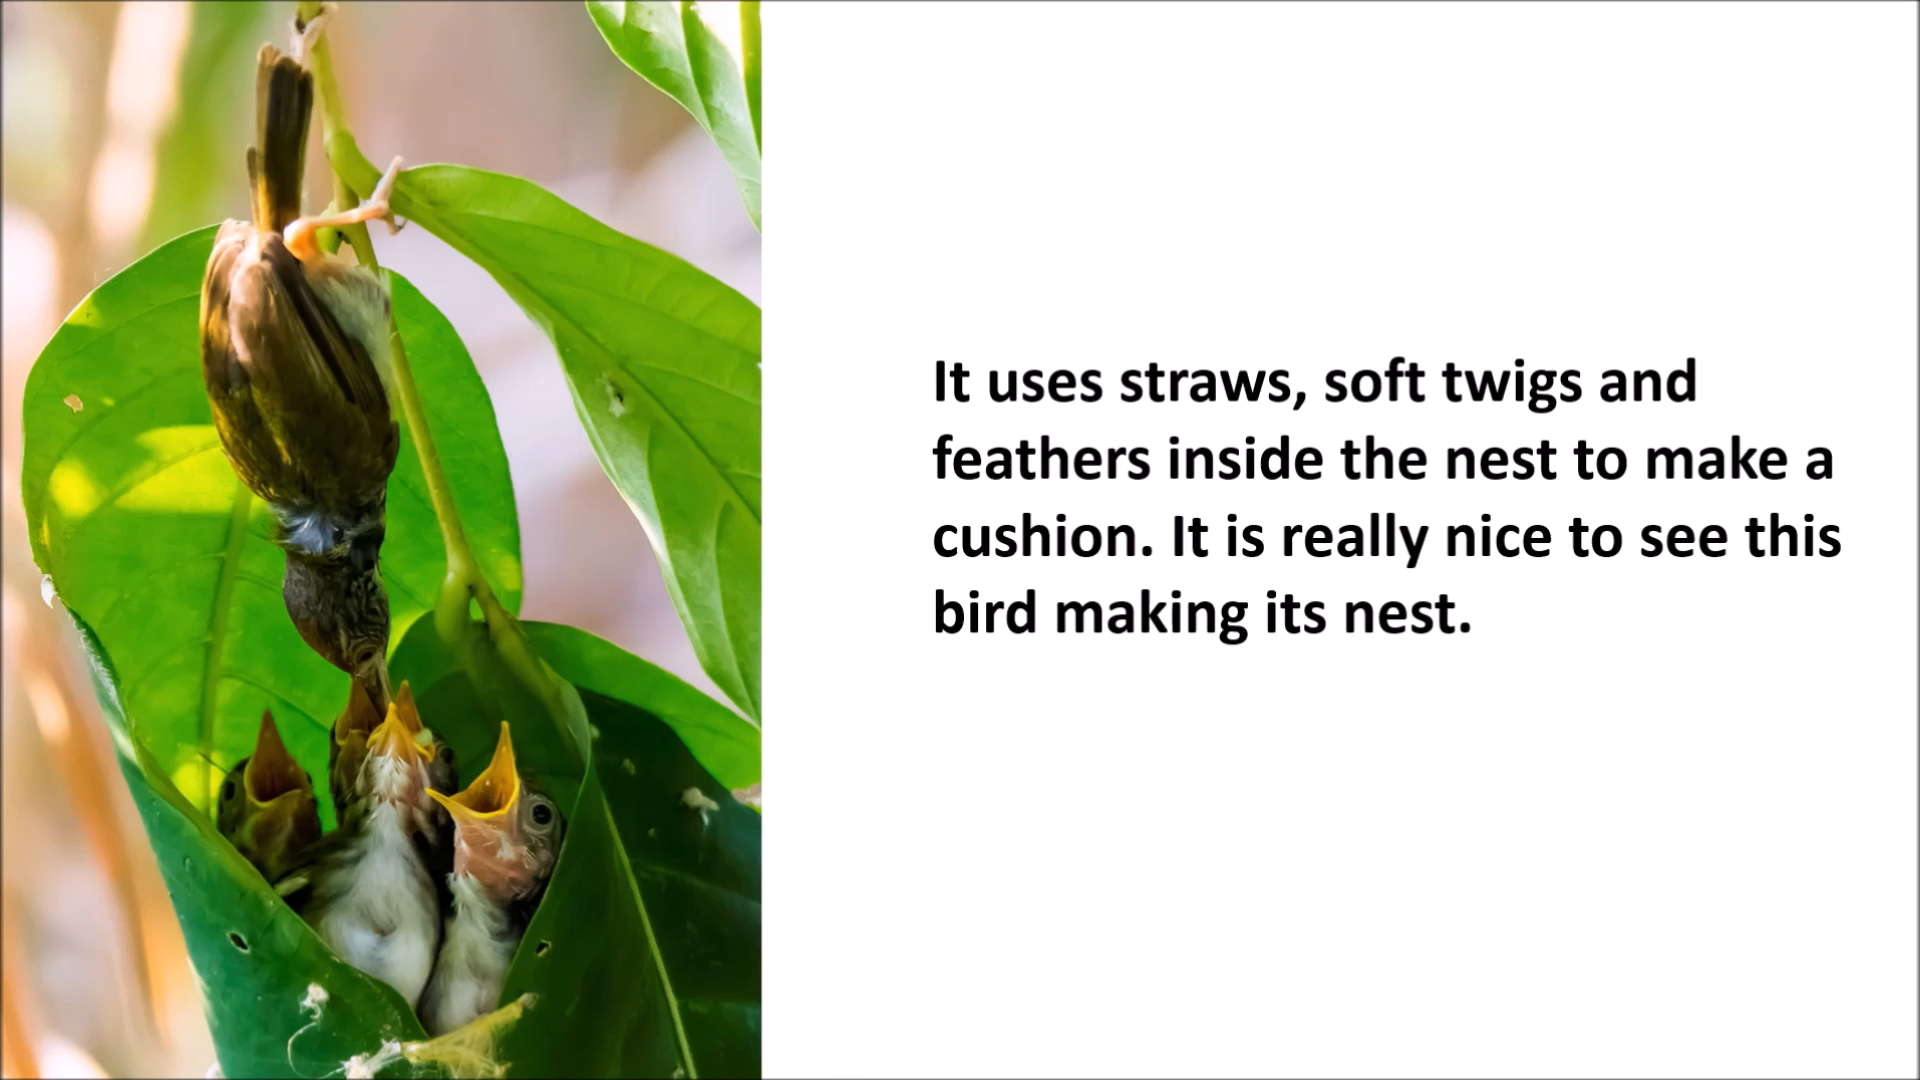 It uses straws, soft twigs and
feathers inside the nest to make a
cushion. It is really nice to see this
bird making its nest.